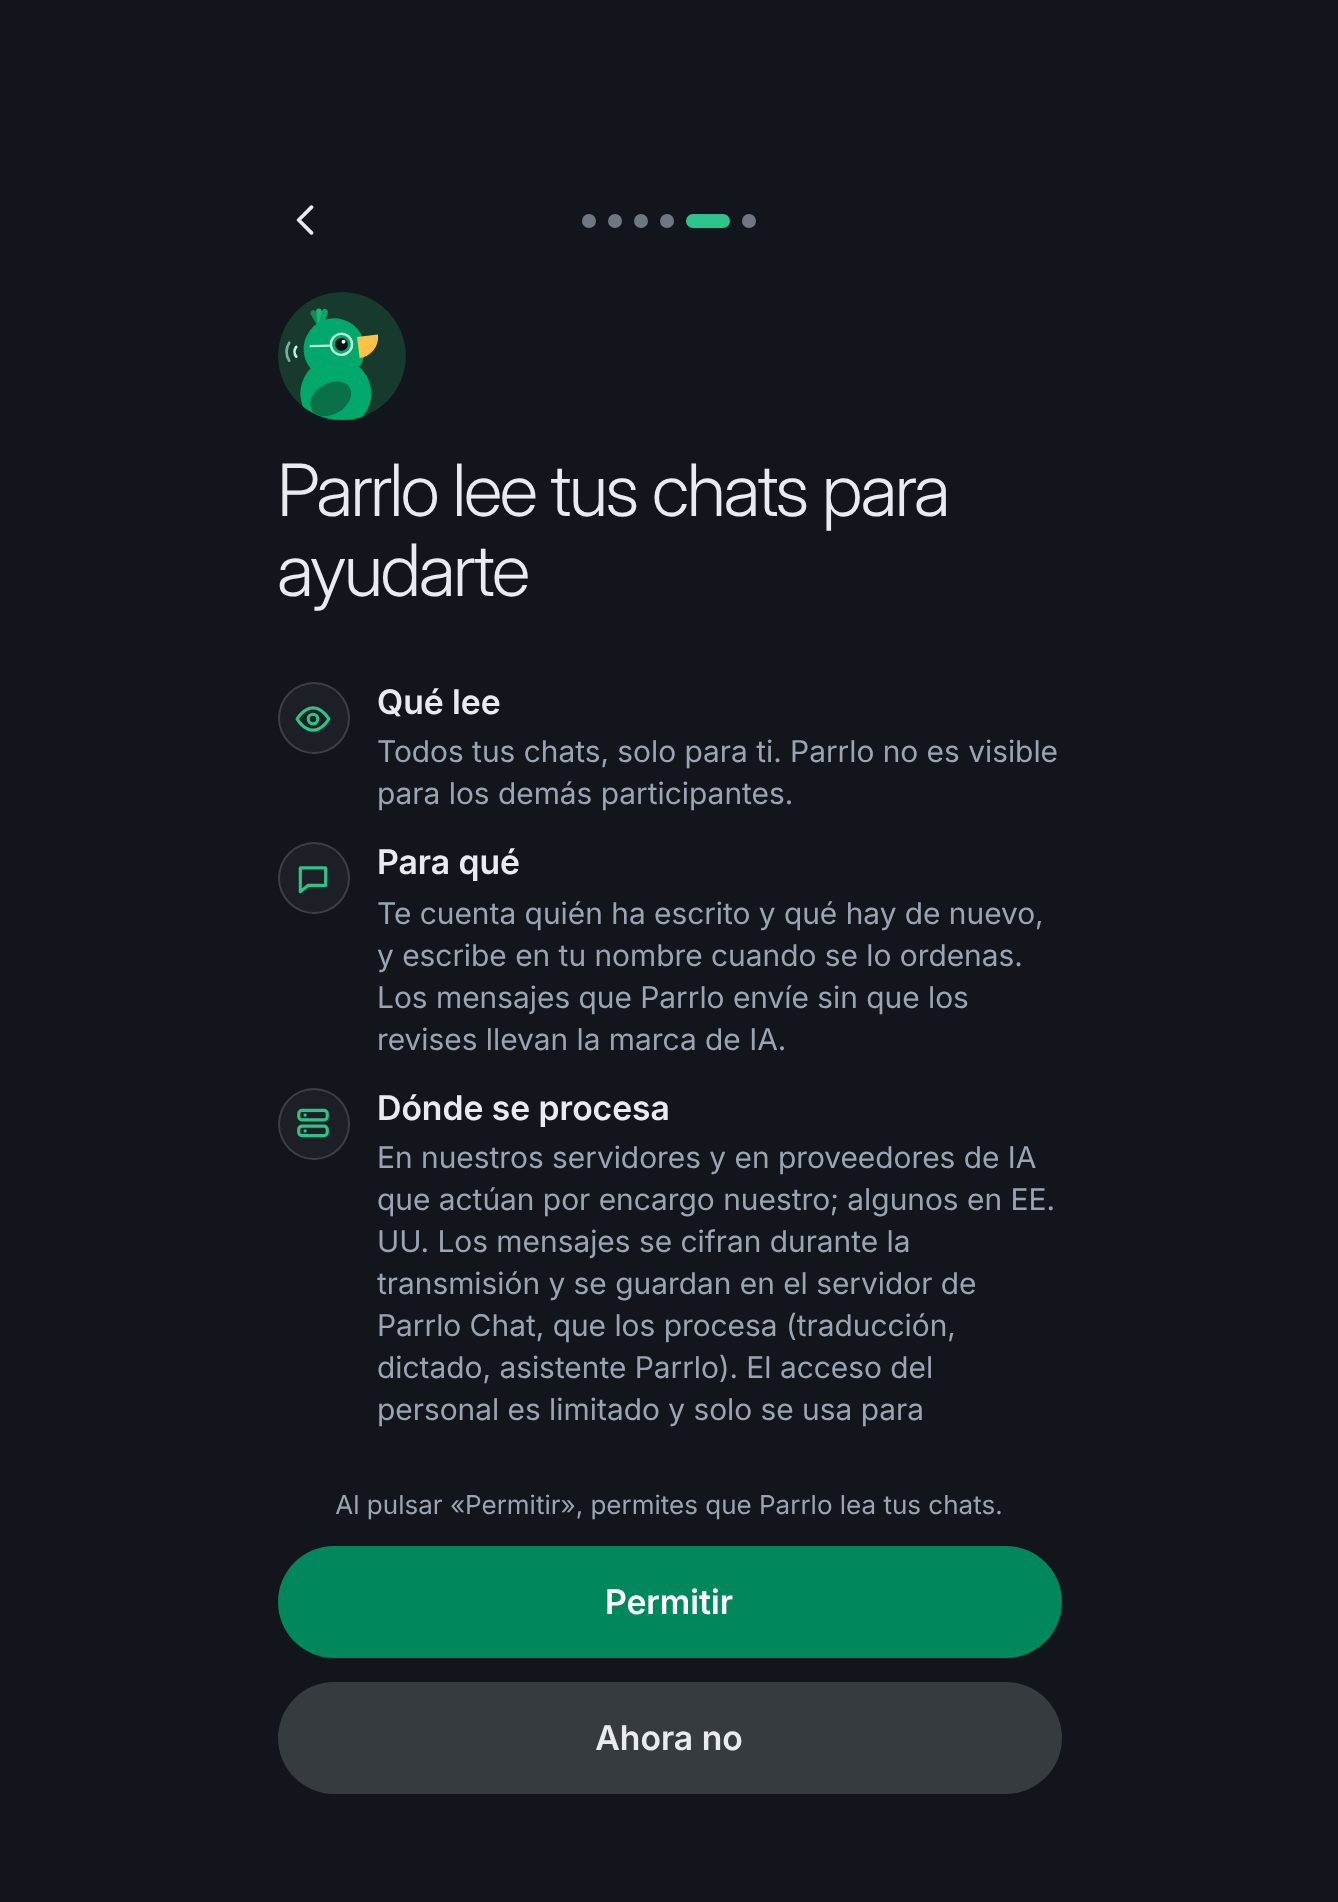 Parrlo lee tus chats para
ayudarte
Qué lee
Todos tus chats, solo para ti. Parrlo no es visible
para los demás participantes.
Para qué
Te cuenta quién ha escrito y qué hay de nuevo,
y escribe en tu nombre cuando se lo ordenas.
Los mensajes que Parrlo envíe sin que los
revises llevan la marca de IA.
Dónde se procesa
En nuestros servidores y en proveedores de IA
que actúan por encargo nuestro; algunos en EE.
UU. Los mensajes se cifran durante la
transmisión y se guardan en el servidor de
Parrlo Chat, que los procesa (traducción,
dictado, asistente Parrlo). El acceso del
personal es limitado y solo se usa para
Al pulsar «Permitir», permites que Parrlo lea tus chats.
Permitir
Ahora no